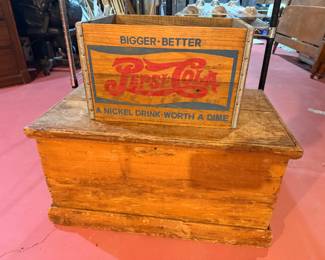 BIGGER·BETTER
PEPSI:COLA
A NICKEL DRINK·WORTH A DIME